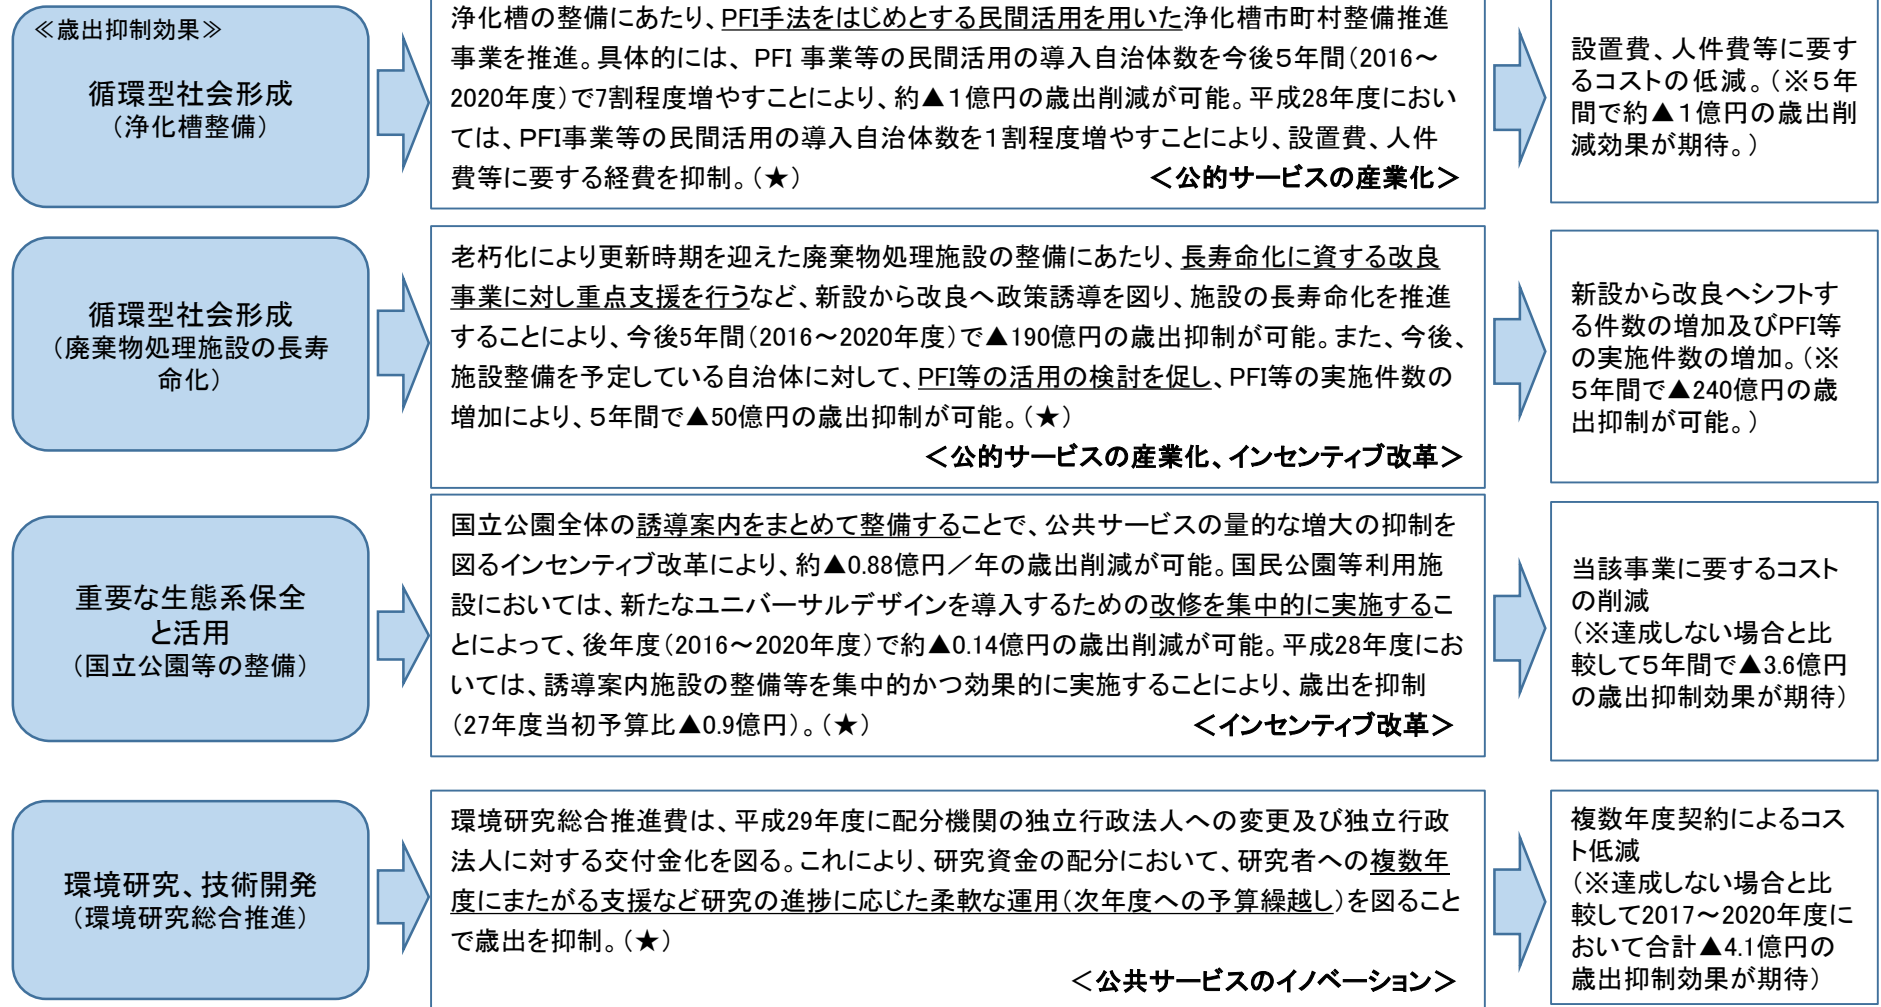 ≪歳出抑制効果≫
循環型社会形成
（浄化槽整備）
浄化槽の整備にあたり、PFI手法をはじめとする民間活用を用いた浄化槽市町村整備推進
事業を推進。具体的には、PFI 事業等の民間活用の導入自治体数を今後５年間（2016～
2020年度）で7割程度増やすことにより、約▲１億円の歳出削減が可能。平成28年度におい
ては、PFI事業等の民間活用の導入自治体数を１割程度増やすことにより、設置費、人件
費等に要する経費を抑制。（★）
＜公的サービスの産業化＞
設置費、人件費等に要す
るコストの低減。（※５年
間で約▲１億円の歳出削
減効果が期待。）
循環型社会形成
（廃棄物処理施設の長寿
命化）
老朽化により更新時期を迎えた廃棄物処理施設の整備にあたり、長寿命化に資する改良
事業に対し重点支援を行うなど、新設から改良へ政策誘導を図り、施設の長寿命化を推進
することにより、今後5年間（2016～2020年度）で▲190億円の歳出抑制が可能。また、今後、
施設整備を予定している自治体に対して、PFI等の活用の検討を促し、PFI等の実施件数の
増加により、５年間で▲50億円の歳出抑制が可能。（★）
＜公的サービスの産業化、インセンティブ改革＞
新設から改良へシフトす
る件数の増加及びPFI等
の実施件数の増加。（※
５年間で▲240億円の歳
出抑制が可能。）
重要な生態系保全
と活用
（国立公園等の整備）
国立公園全体の誘導案内をまとめて整備することで、公共サービスの量的な増大の抑制を
図るインセンティブ改革により、約▲0.88億円／年の歳出削減が可能。国民公園等利用施
設においては、新たなユニバーサルデザインを導入するための改修を集中的に実施するこ
とによって、後年度（2016～2020年度）で約▲0.14億円の歳出削減が可能。平成28年度にお
いては、誘導案内施設の整備等を集中的かつ効果的に実施することにより、歳出を抑制
（27年度当初予算比▲0.9億円）。（★）
＜インセンティブ改革＞
当該事業に要するコスト
の削減
（※達成しない場合と比
較して５年間で▲3.6億円
の歳出抑制効果が期待）
環境研究、技術開発
（環境研究総合推進）
環境研究総合推進費は、平成29年度に配分機関の独立行政法人への変更及び独立行政
法人に対する交付金化を図る。これにより、研究資金の配分において、研究者への複数年
度にまたがる支援など研究の進捗に応じた柔軟な運用（次年度への予算繰越し）を図ること
で歳出を抑制。（★）
＜公共サービスのイノベーション＞
複数年度契約によるコス
ト低減
（※達成しない場合と比
較して2017～2020年度に
おいて合計▲4.1億円の
歳出抑制効果が期待）